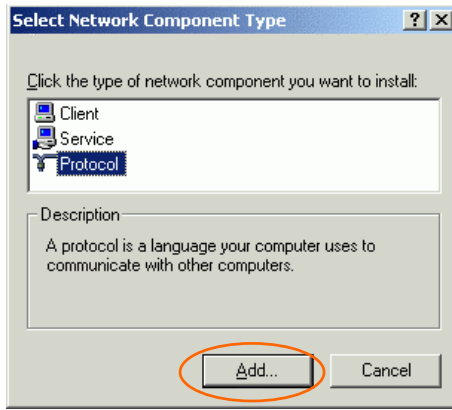 Select Network Component Type
Click the type of network component you want to install:
Client
Service
Protocol
Description
A protocol is a language your computer uses to
communicate with other computers.
Add...
Cancel